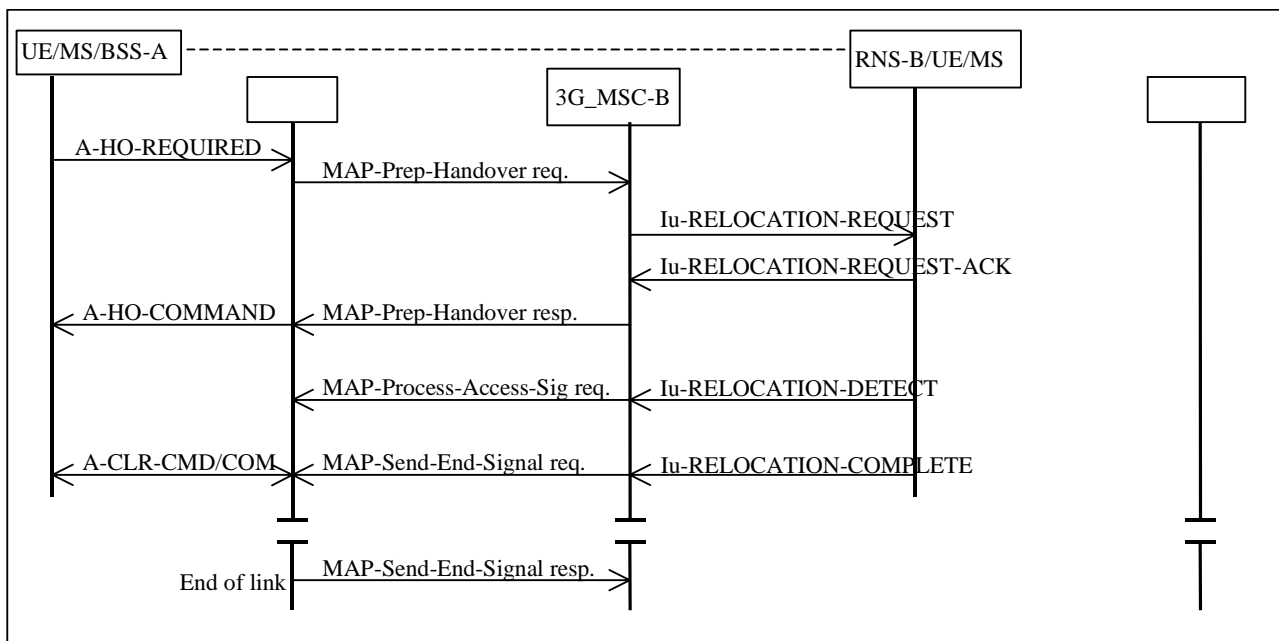 UE/MS/BSS-A
RNS-B/UE/MS
3G_MSC-B
A-HO-REQUIRED
MAP-Prep-Handover req.
Iu-RELOCATION-REQUEST
Iu-RELOCATION-REQUEST-ACK
A-HO-COMMAND
MAP-Prep-Handover resp.
MAP-Process-Access-Sig req.
Iu-RELOCATION-DETECT
A-CLR-CMD/COM
MAP-Send-End-Signal req.
Iu-RELOCATION-COMPLETE
End of link
MAP-Send-End-Signal resp.